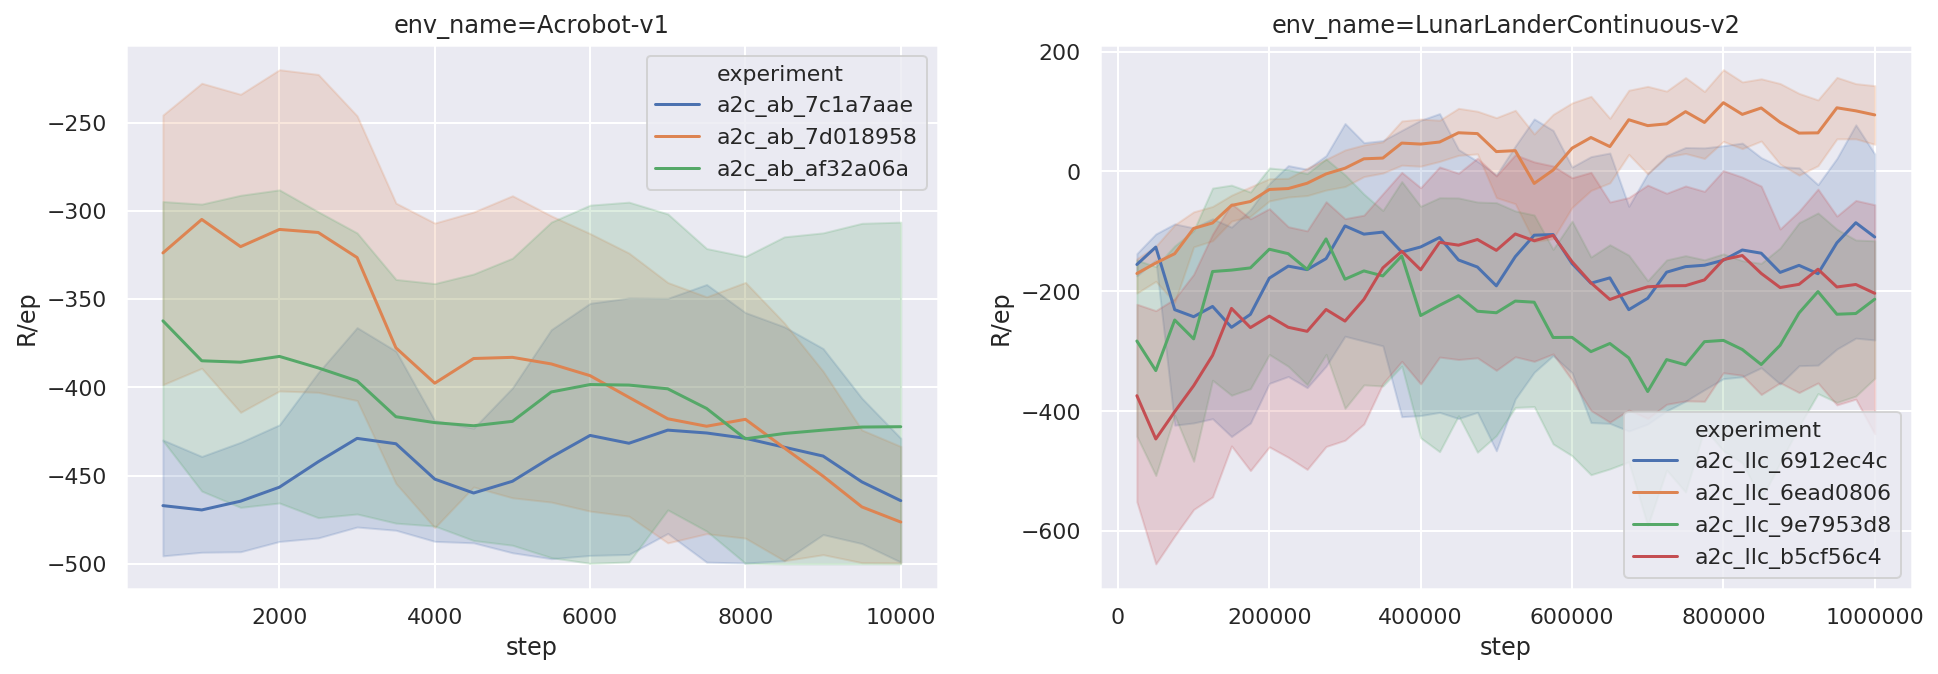 env_name=Acrobot-v1
R/ep
−250
−300
−350
−400
−450
−500
experiment
a2c_ab_7c1a7aae
a2c_ab_7d018958
a2c_ab_af32a06a
2000
4000
6000
8000
10000
step
env_name=LunarLanderContinuous-v2
R/ep
200
0
−200
−400
−600
experiment
a2c_llc_6912ec4c
a2c_llc_6ead0806
a2c_llc_9e7953d8
a2c_llc_b5cf56c4
0
200000
400000
600000
800000
1000000
step